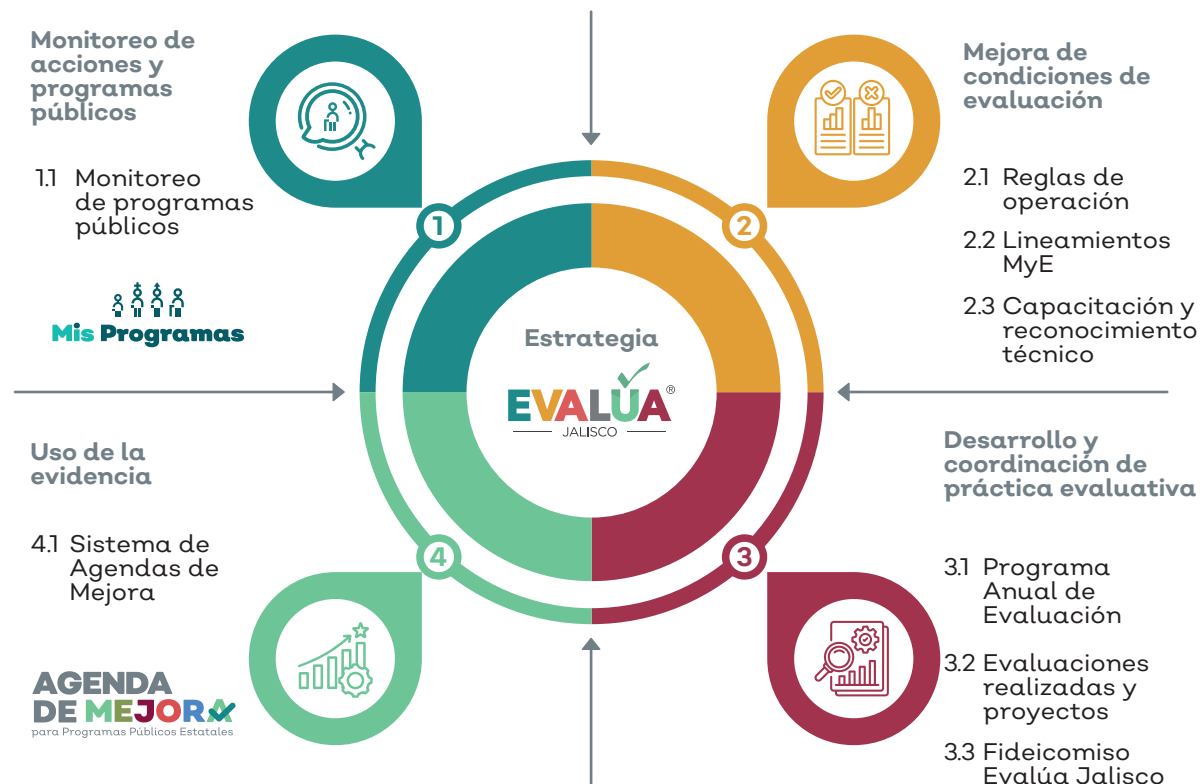 Monitoreo de
acciones y
programas
públicos
1.1 Monitoreo
de programas
públicos
Mis Programas
1
Mejora de
condiciones de
evaluación
2.1 Reglas de
operación
2.2 Lineamientos
MyE
2.3 Capacitación y
reconocimiento
técnico
2
Estrategia
EVALÚA®
JALISCO
Uso de la
evidencia
4.1 Sistema de
Agendas de
Mejora
AGENDA
DE MEJORA
para Programas Públicos Estatales
4
Desarrollo y
coordinación de
práctica evaluativa
3.1 Programa
Anual de
Evaluación
3.2 Evaluaciones
realizadas y
proyectos
3.3 Fideicomiso
Evalúa Jalisco
3